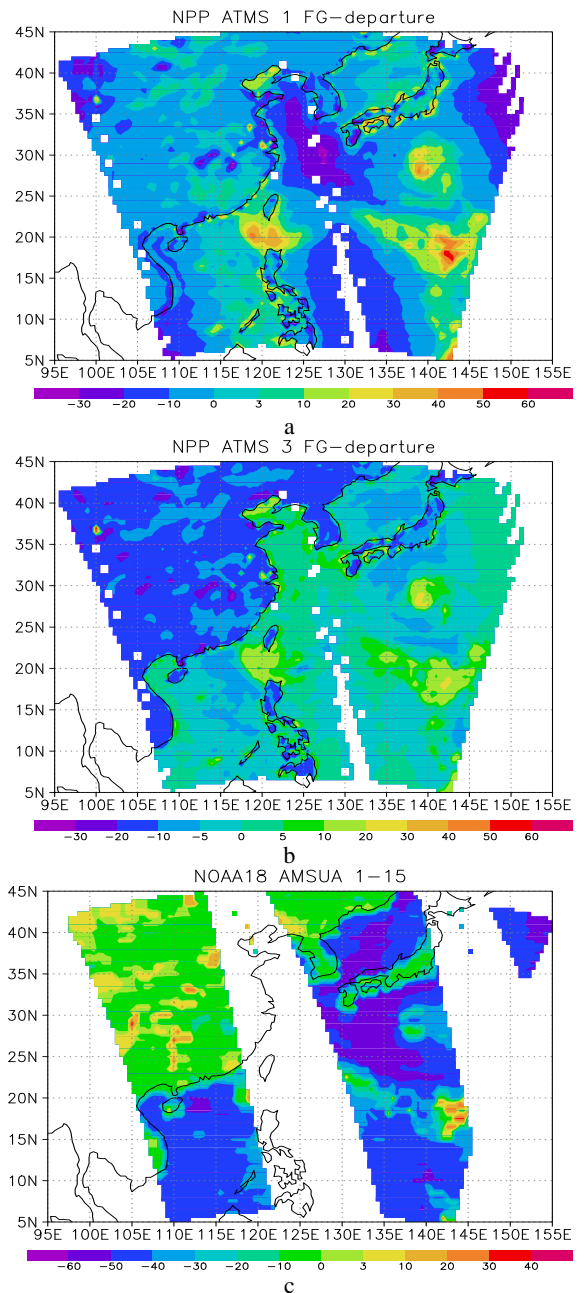 NPP ATMS 1 FG−departure
45N
40N
35N
30N
25N
20N
15N
10N
5N
95E 100E 105E 110E 115E 120E 125E 130E 135E 140E 145E 150E 155E
−30 −20 −10 0 3 10 20 30 40 50 60
a
NPP ATMS 3 FG−departure
45N
40N
35N
30N
25N
20N
15N
10N
5N
95E 100E 105E 110E 115E 120E 125E 130E 135E 140E 145E 150E 155E
−30 −20 −10 −5 0 5 10 30 40 50 60
b
NOAA18 AMSUA 1−15
45N
40N
35N
30N
25N
20N
15N
10N
5N
95E 100E 105E 110E 115E 120E 125E 130E 135E 140E 145E 150E 155E
−60 −50 −40 −30 −20 −10 0 3 10 20 30 40
c